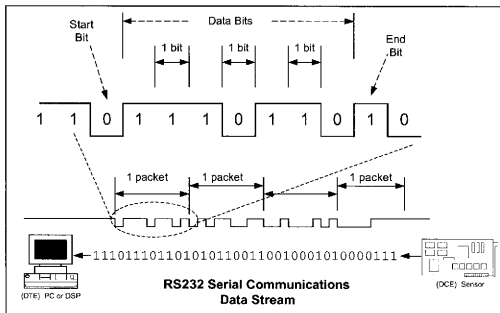 Start
Bit
Data Bits
End
Bit
1 bit
1 bit
1 bit
1 1 0 1 1 1 0 1 1 0 1 0
1 packet
1 packet
1 packet
1 packet
(DTE) PC or DSP
11101110110101011001110010001010000111
(DCE) Sensor
RS232 Serial Communications
Data Stream